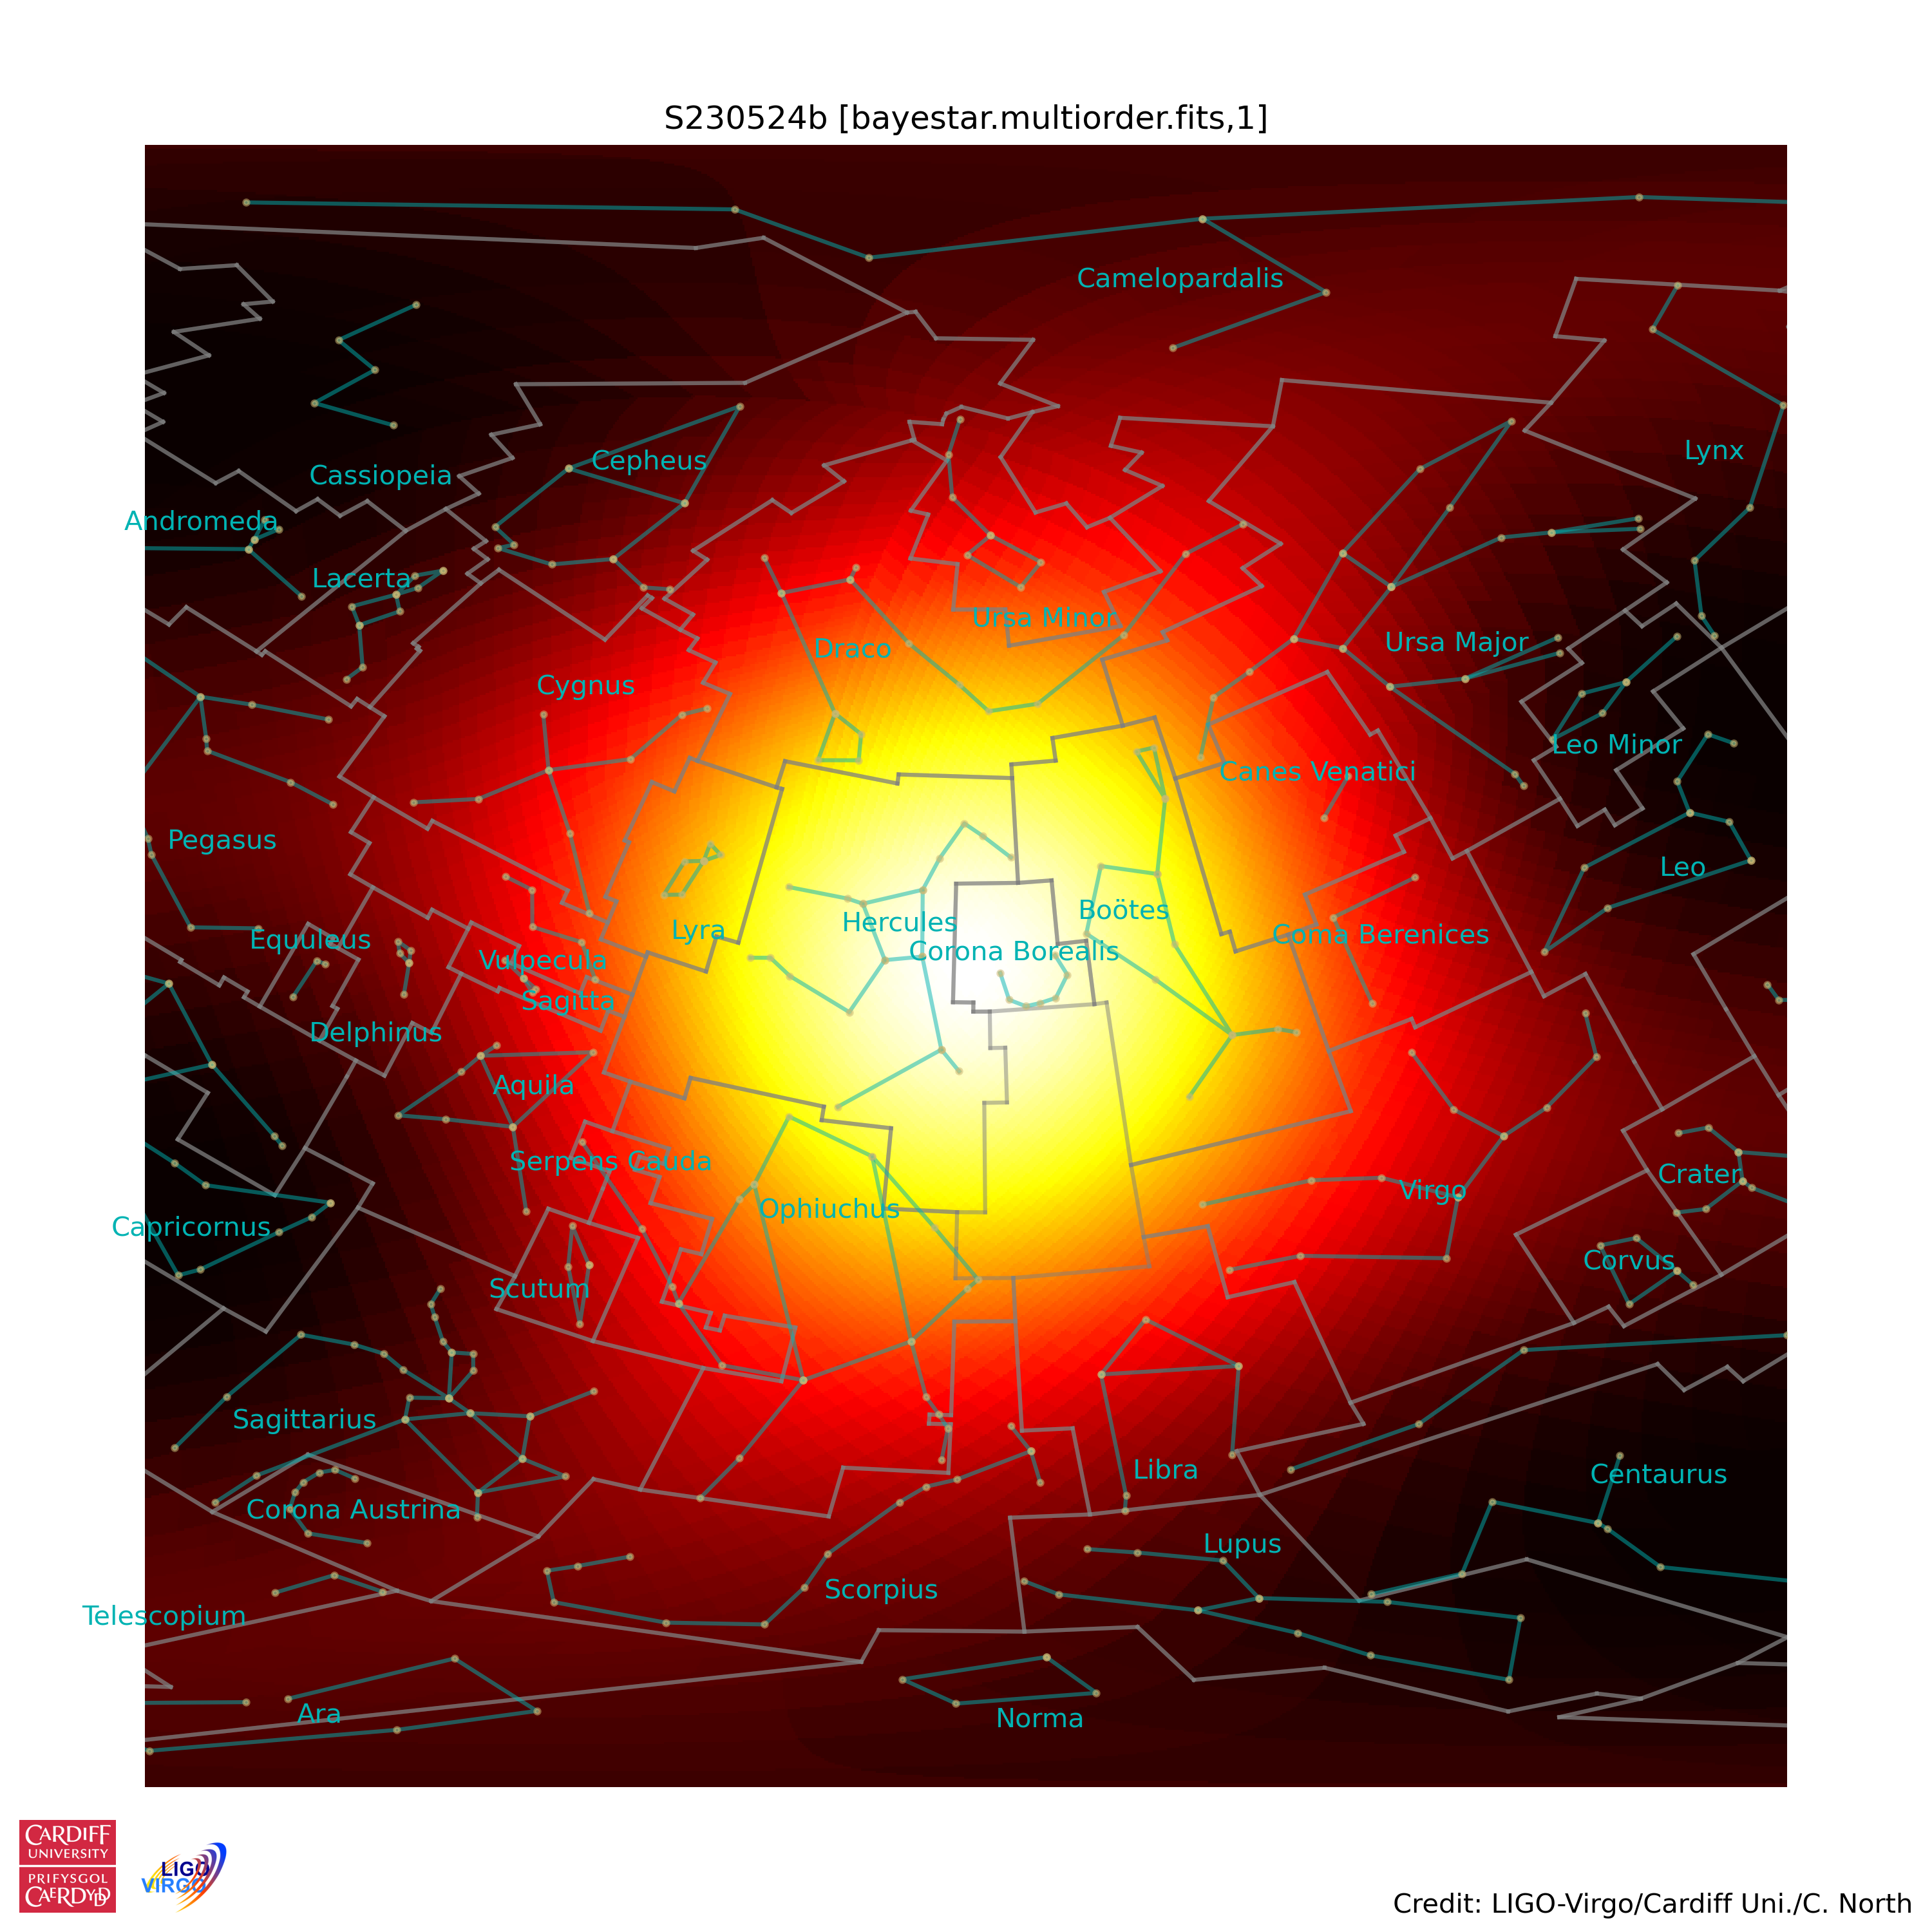 S230524b [bayestar.multiorder.fits,1]
Camelopardalis
Lynx
Cepheus
Cassiopeia
Andromeda
Lacerta
Ursa Minor
Ursa Major
Draco
Cygnus
Leo Minor
Canes Venatici
Pegasus
Leo
Hercules
Boötes
Lyra
Coma Berenices
Equuleus
Corona Borealis
Vulpecula
Sagitta
Delphinus
Aquila
Serpens Cauda
Crater
Virgo
Ophiuchus
Capricornus
Corvus
Scutum
Sagittarius
Libra
Centaurus
Corona Austrina
Lupus
Scorpius
Telescopium
Ara
Norma
CARDIFF
UNIVERSITY
PRIFYSGOL
CAERDYDD
LIGO
VIRGO
Credit: LIGO-Virgo/Cardiff Uni./C. North